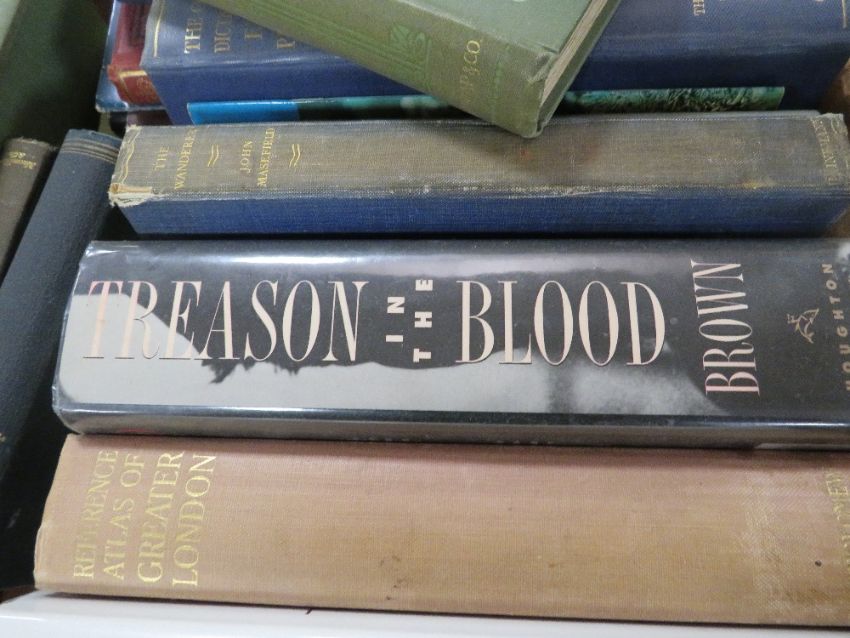 P. & CO.
THE
WANDERER
JOHN
MASEFIELD
TREASON IN THE BLOOD
BROWN
HOUGHTON
REFERENCE
ATLAS OF
GREATER
LONDON